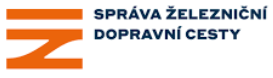 SPRÁVA ŽELEZNIČNÍ
DOPRAVNÍ CESTY